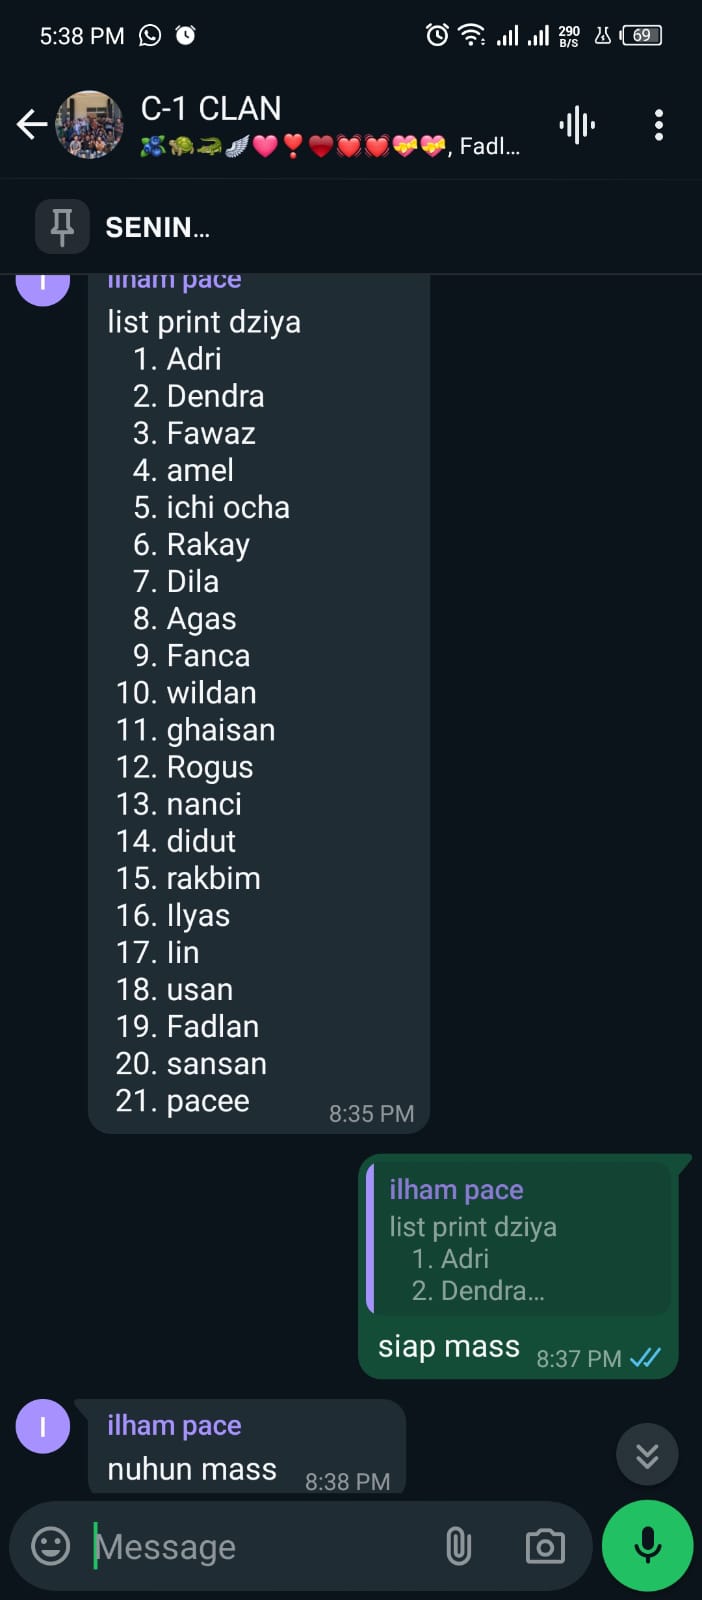 5:38 PM
290 B/S
69
C-1 CLAN
, Fadl...
SENIN...
I
ilham pace
list print dziya
1. Adri
2. Dendra
3. Fawaz
4. amel
5. ichi ocha
6. Rakay
7. Dila
8. Agas
9. Fanca
10. wildan
11. ghaisan
12. Rogus
13. nanci
14. didut
15. rakbim
16. Ilyas
17. lin
18. usan
19. Fadlan
20. sansan
21. pacee
8:35 PM
ilham pace
list print dziya
1. Adri
2. Dendra...
siap mass 8:37 PM
I
ilham pace
nuhun mass 8:38 PM
Message